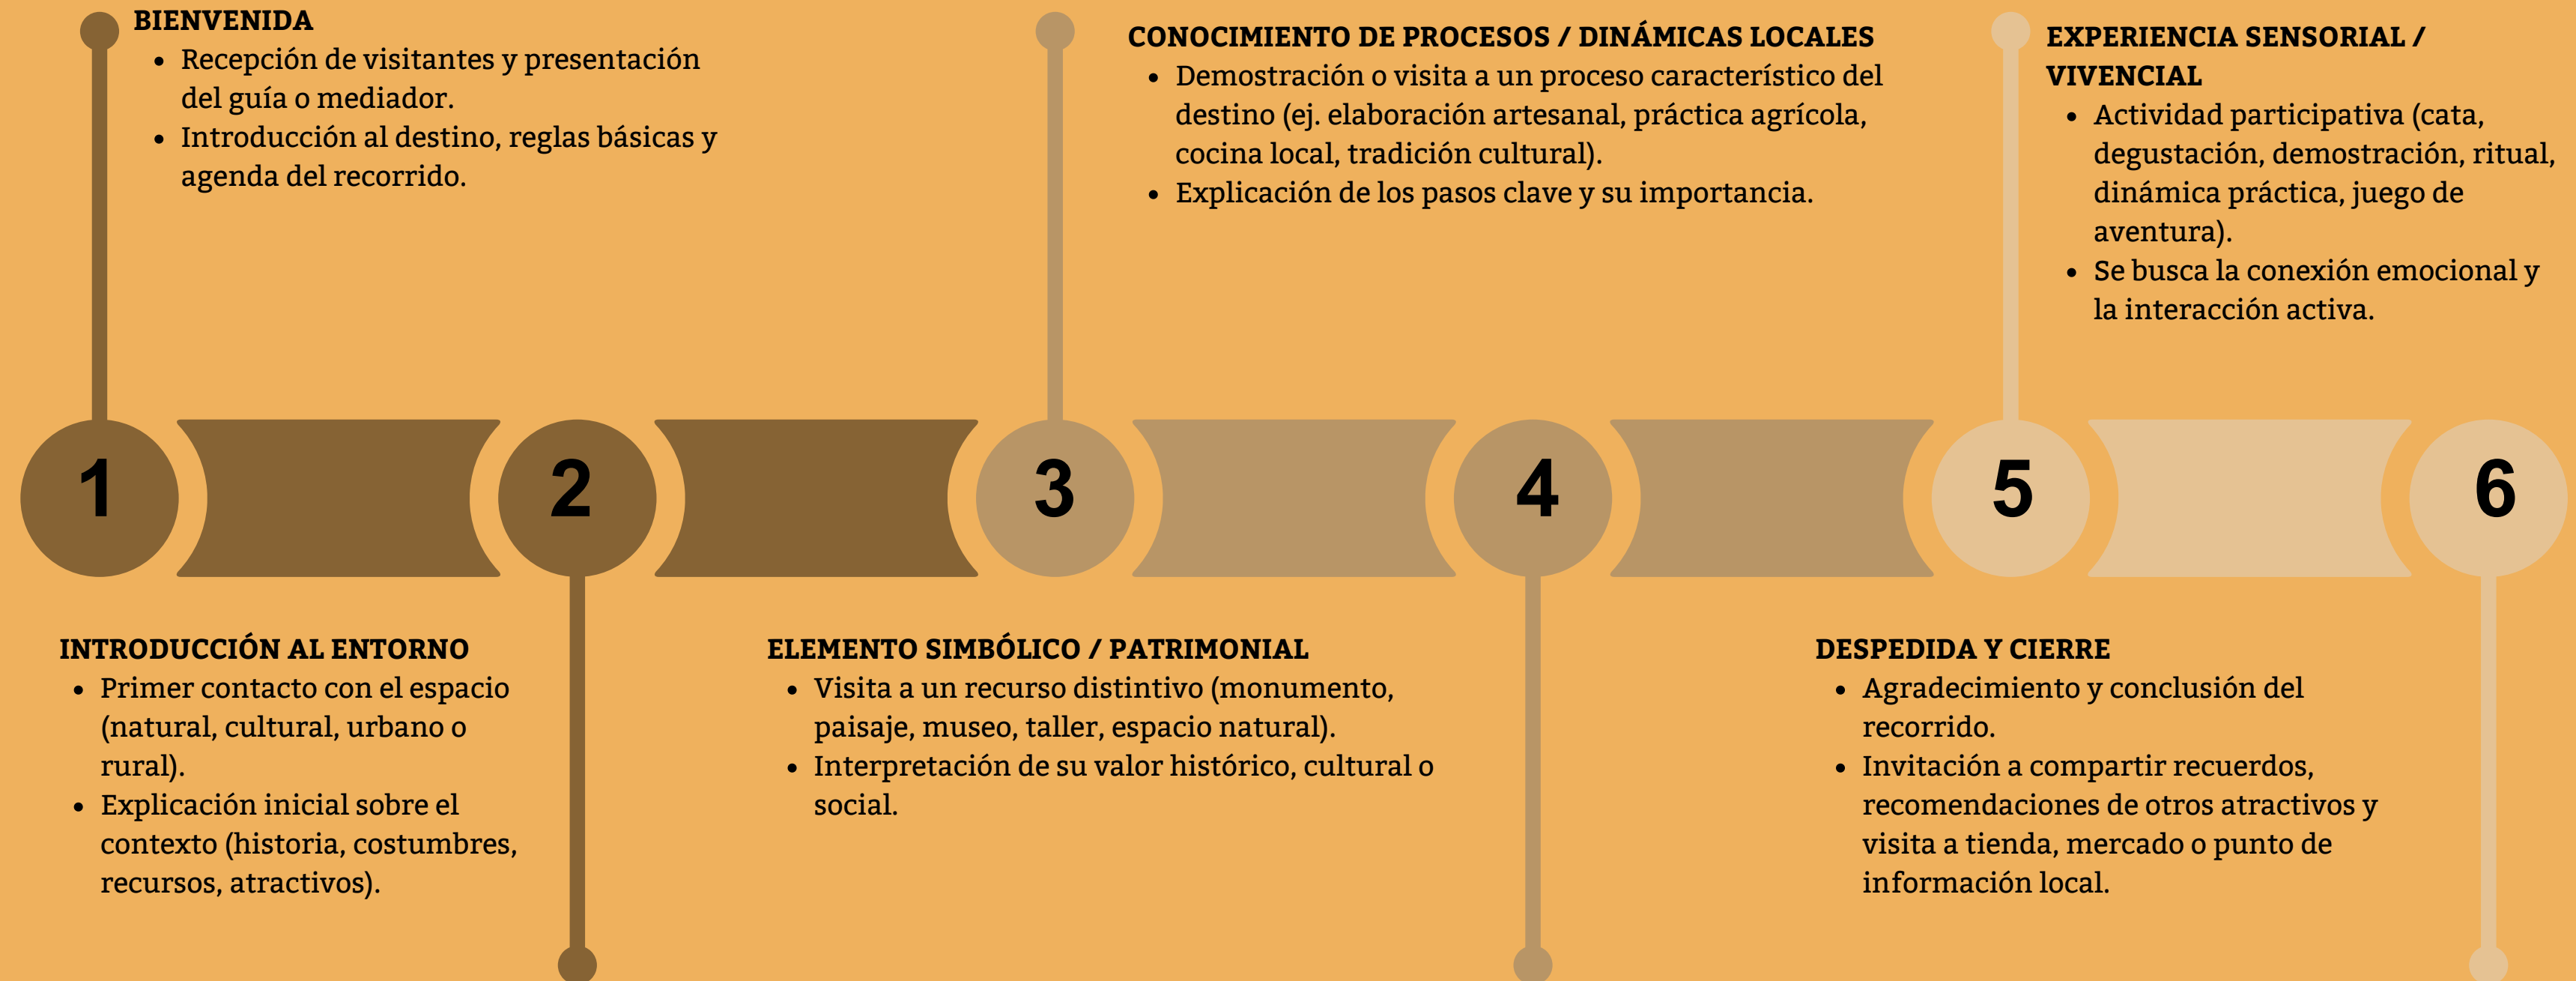 BIENVENIDA
• Recepción de visitantes y presentación
del guía o mediador.
• Introducción al destino, reglas básicas y
agenda del recorrido.
CONOCIMIENTO DE PROCESOS / DINÁMICAS LOCALES
• Demostración o visita a un proceso característico del
destino (ej. elaboración artesanal, práctica agrícola,
cocina local, tradición cultural).
• Explicación de los pasos clave y su importancia.
EXPERIENCIA SENSORIAL /
VIVENCIAL
• Actividad participativa (cata,
degustación, demostración, ritual,
dinámica práctica, juego de
aventura).
• Se busca la conexión emocional y
la interacción activa.
1
2
3
4
5
6
INTRODUCCIÓN AL ENTORNO
• Primer contacto con el espacio
(natural, cultural, urbano o
rural).
• Explicación inicial sobre el
contexto (historia, costumbres,
recursos, atractivos).
ELEMENTO SIMBÓLICO / PATRIMONIAL
• Visita a un recurso distintivo (monumento,
paisaje, museo, taller, espacio natural).
• Interpretación de su valor histórico, cultural o
social.
DESPEDIDA Y CIERRE
• Agradecimiento y conclusión del
recorrido.
• Invitación a compartir recuerdos,
recomendaciones de otros atractivos y
visita a tienda, mercado o punto de
información local.